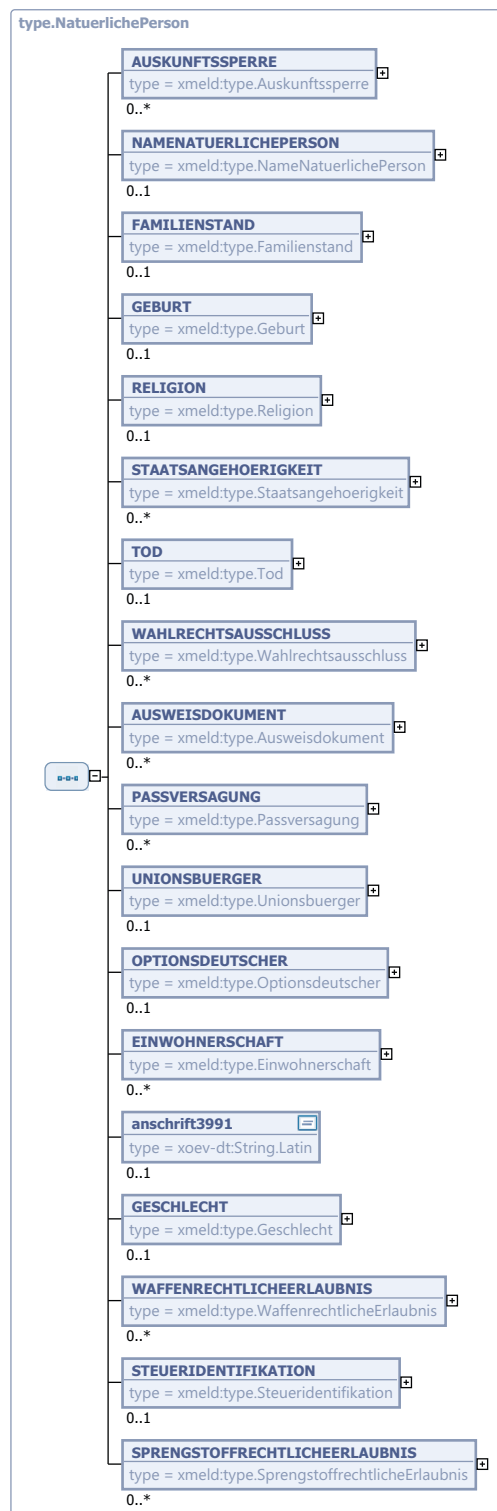 type.NatuerlichePerson
AUSKUNFTSSPERRE
type = xmeld:type.Auskunftssperre
0..*
NAMENATUERLICHEPERSON
type = xmeld:type.NameNatuerlichePerson
0..1
FAMILIENSTAND
type = xmeld:type.Familienstand
0..1
GEBURT
type = xmeld:type.Geburt
0..1
RELIGION
type = xmeld:type.Religion
0..1
STAATSANGEHOERIGKEIT
type = xmeld:type.Staatsangehoerigkeit
0..*
TOD
type = xmeld:type.Tod
0..1
WAHLRECHTSAUSSCHLUSS
type = xmeld:type.Wahlrechtsausschluss
0..*
AUSWEISDOKUMENT
type = xmeld:type.Ausweisdokument
0..*
PASSVERSAGUNG
type = xmeld:type.Passversagung
0..*
UNIONSBUERGER
type = xmeld:type.Unionsbuerger
0..1
OPTIONSDEUTSCHER
type = xmeld:type.Optionsdeutscher
0..1
EINWOHNERSCHAFT
type = xmeld:type.Einwohnerschaft
0..*
anschrift3991
type = xoev-dt:String.Latin
0..1
GESCHLECHT
type = xmeld:type.Geschlecht
0..1
WAFFENRECHTLICHEERLAUBNIS
type = xmeld:type.WaffenrechtlicheErlaubnis
0..*
STEUERIDENTIFIKATION
type = xmeld:type.Steueridentifikation
0..1
SPRENGSTOFFRECHTLICHEERLAUBNIS
type = xmeld:type.SprengstoffrechtlicheErlaubnis
0..*